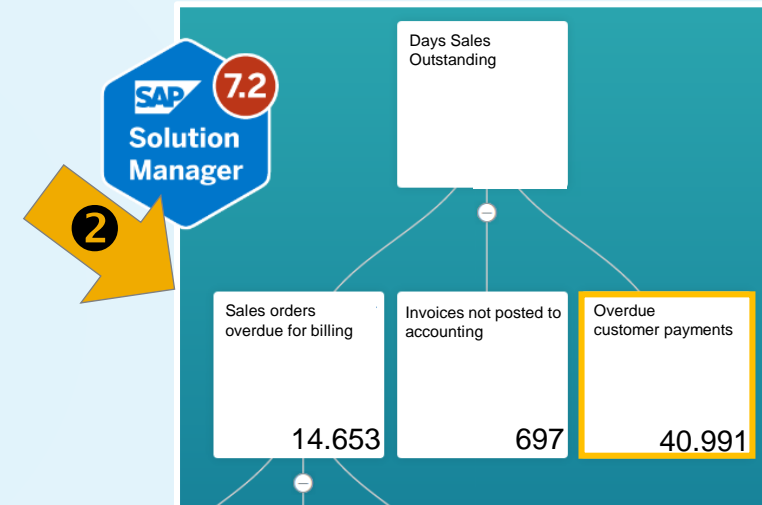 Days Sales
Outstanding
SAP
7.2
Solution
Manager
2
Sales orders
overdue for billing
14.653
Invoices not posted to
accounting
697
Overdue
customer payments
40.991